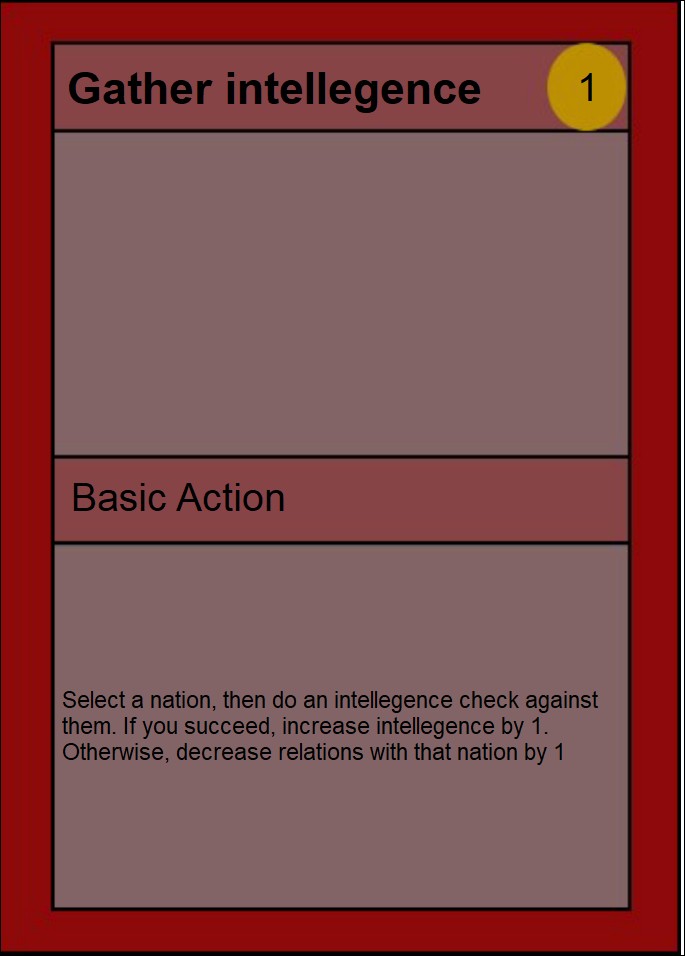 Gather intellegence
1
Basic Action
Select a nation, then do an intellegence check against
them. If you succeed, increase intellegence by 1.
Otherwise, decrease relations with that nation by 1